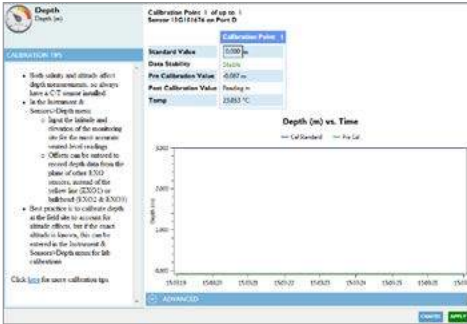 Depth
Depth (m)
Calibration Point 1 of up to 1
Sensor 15G101676 on Port D
Calibration Point 1
Standard Value 0.000 m
Data Stability Stable
Pre Calibration Value -0.007 m
Post Calibration Value Pending m
Temp 23.853 °C
CALIBRATION TIPS
Both salinity and altitude affect
depth measurements, so always
have a C/T sensor installed
In the Instrument &
Sensors>Depth menu
Input the latitude and
elevation of the monitoring
site for the most accurate
vented level readings
Offsets can be entered to
record depth data from the
plane of other EXO
sensors, instead of the
yellow line (EXO1) or
bulkhead (EXO2 & EXO3)
Best practice is to calibrate depth
at the field site to account for
altitude effects, but if the exact
altitude is known, this can be
entered in the Instrument &
Sensors>Depth menu for lab
calibrations
Click here for more calibration tips
Depth (m) vs. Time
Cal Standard Pre Cal
Depth (m)
ADVANCED
CANCEL APPLY